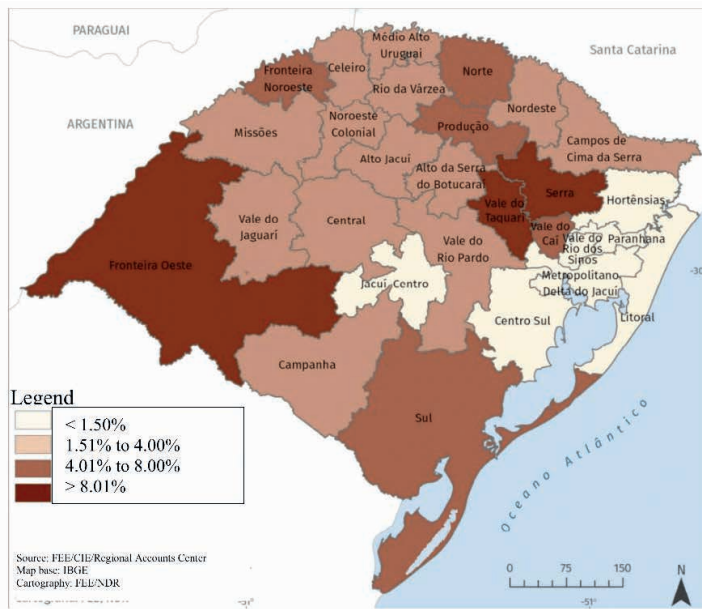 PARAGUAI
Santa Catarina
ARGENTINA
Médio Alto
Uruguai
Celeiro
Norte
Fronteira
Noroeste
Rio da Várzea
Nordeste
Missões
Noroeste
Colonial
Produção
Campos de
Cima da Serra
Alto Jacuí
Alto da Serra
do Botucaraí
Serra
Hortênsias
Vale do
Taquari
Vale do
Jaguari
Central
Vale do
Caí
Vale do
Rio dos
Sinos
Paranhana
Vale do
Rio Pardo
Fronteira Oeste
-30
Jacuí Centro
Metropolitano
Delta do Jacuí
Centro Sul
Litoral
Campanha
Sul
Oceano Atlântico
Legend
< 1.50%
1.51% to 4.00%
4.01% to 8.00%
> 8.01%
Source: FEE/CIE/Regional Accounts Center
Map base: IBGE
Cartography: FEE/NDR
0 75 150
N
-51°